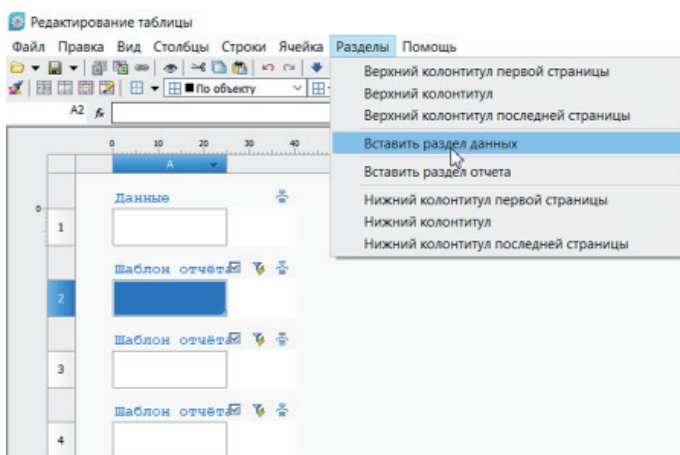 Редактирование таблицы
Файл Правка Вид Столбцы Строки Ячейка Разделы Помощь
По объекту
A2 fx
0 10 20 30 40
A
Верхний колонтитул первой страницы
Верхний колонтитул
Верхний колонтитул последней страницы
Вставить раздел данных
Вставить раздел отчета
Нижний колонтитул первой страницы
Нижний колонтитул
Нижний колонтитул последней страницы
Данные
0
1
Шаблон отчёта
2
Шаблон отчёта
3
Шаблон отчёта
4